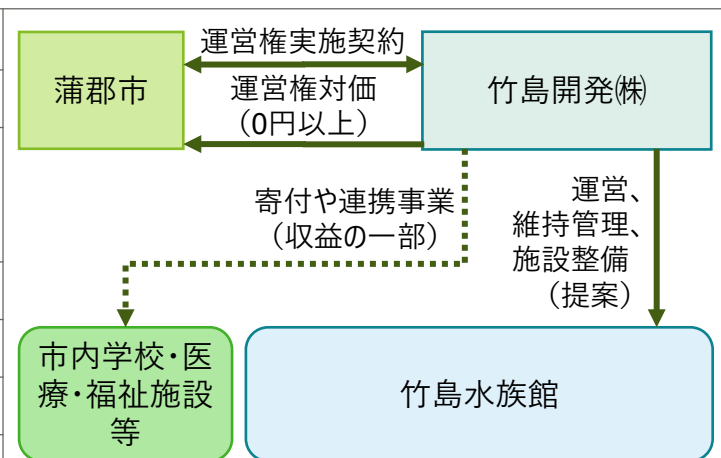 蒲郡市
運営権実施契約
運営権対価
（0円以上）
竹島開発㈱
寄付や連携事業
（収益の一部）
運営、
維持管理、
施設整備
（提案）
市内学校・医
療・福祉施設
等
竹島水族館